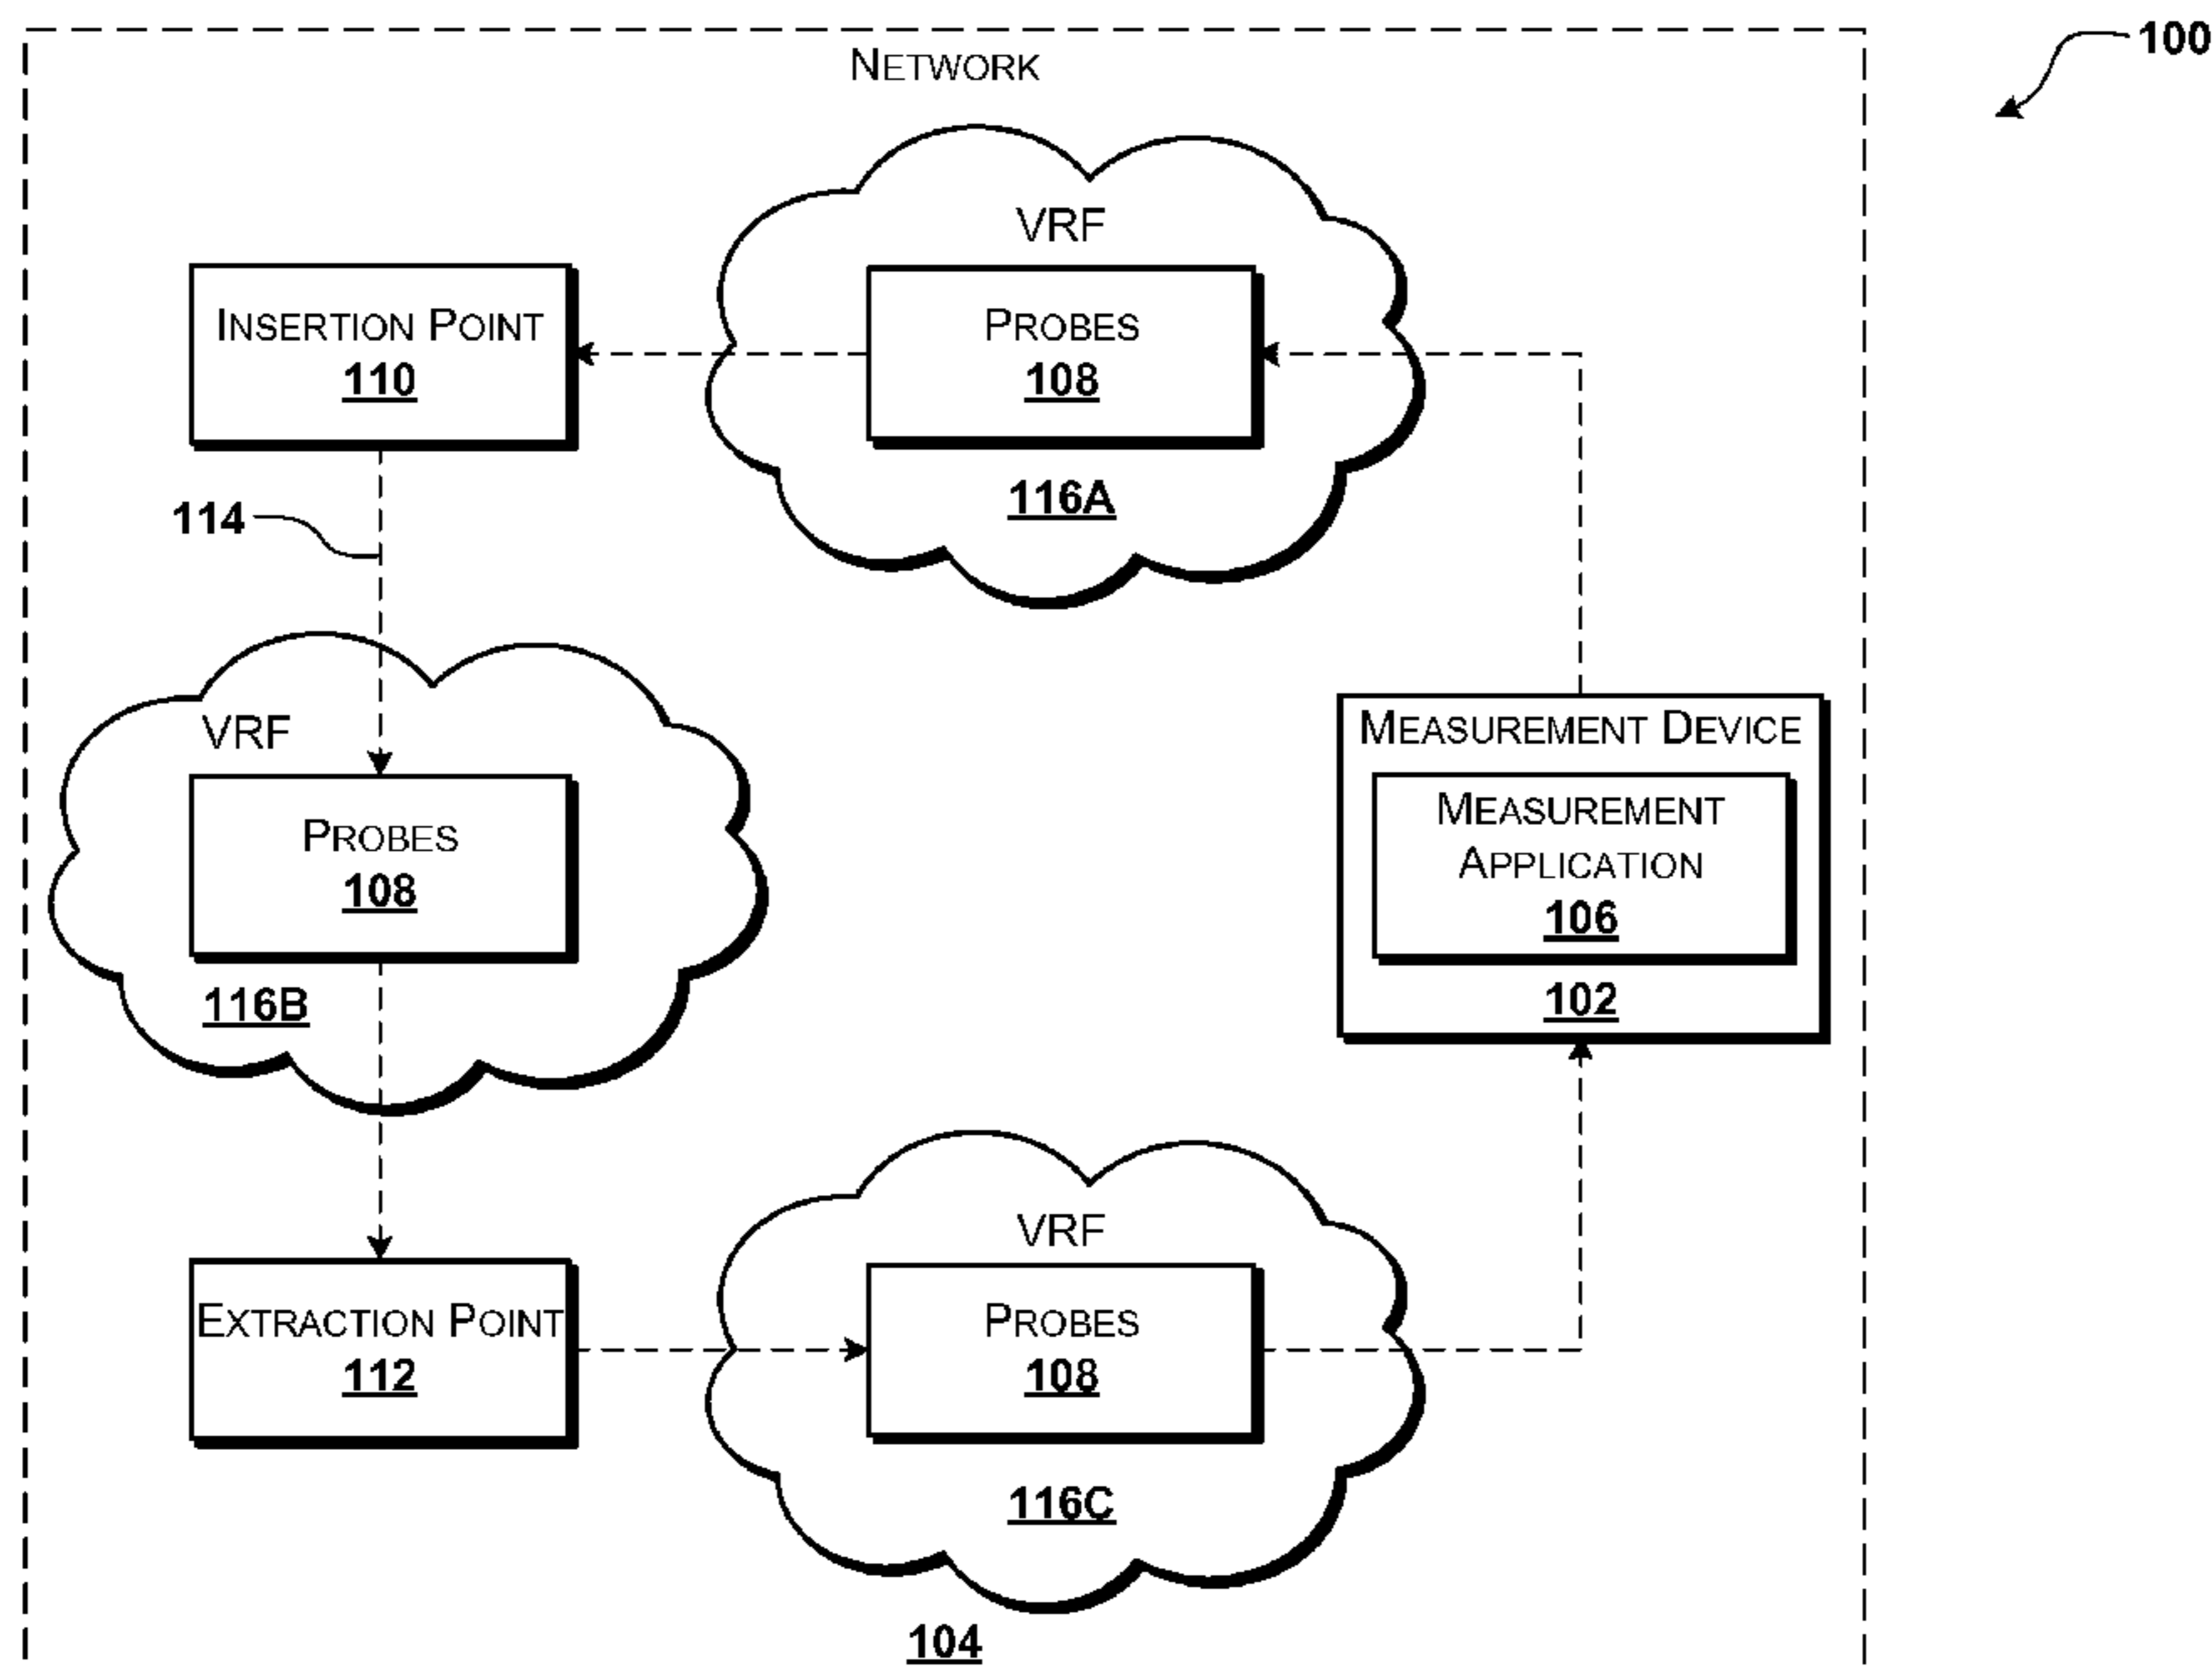 100
NETWORK
VRF
PROBES
108
116A
INSERTION POINT
110
114
VRF
PROBES
108
116B
MEASUREMENT DEVICE
MEASUREMENT
APPLICATION
106
102
EXTRACTION POINT
112
VRF
PROBES
108
116C
104